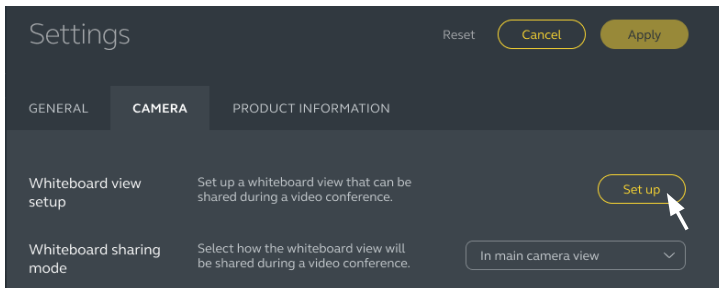 Settings
Reset
Cancel
Apply
GENERAL
CAMERA
PRODUCT INFORMATION
Whiteboard view
setup
Set up a whiteboard view that can be
shared during a video conference.
Set up
Whiteboard sharing
mode
Select how the whiteboard view will
be shared during a video conference.
In main camera view